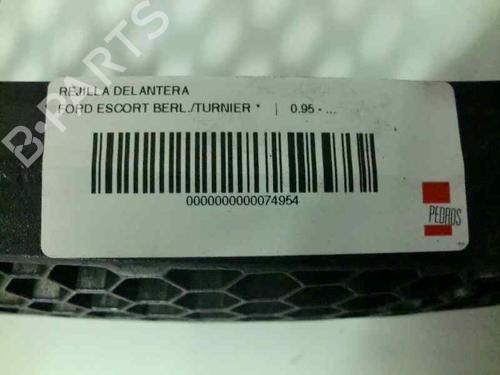 REJILLA DELANTERA
FORD ESCORT BERL./TURNIER * | 0.95 - ...
0000000000074954
PEDROS
B-PARTS